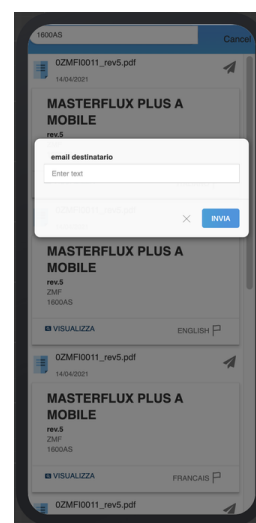 1600AS
Cancel
0ZMFI0011_rev5.pdf
14/04/2021
MASTERFLUX PLUS A
MOBILE
rev.5
email destinatario
Enter text
INVIA
MASTERFLUX PLUS A
MOBILE
rev.5
ZMF
1600AS
VISUALIZZA
ENGLISH
0ZMFI0011_rev5.pdf
14/04/2021
MASTERFLUX PLUS A
MOBILE
rev.5
ZMF
1600AS
VISUALIZZA
FRANCAIS
0ZMFI0011_rev5.pdf